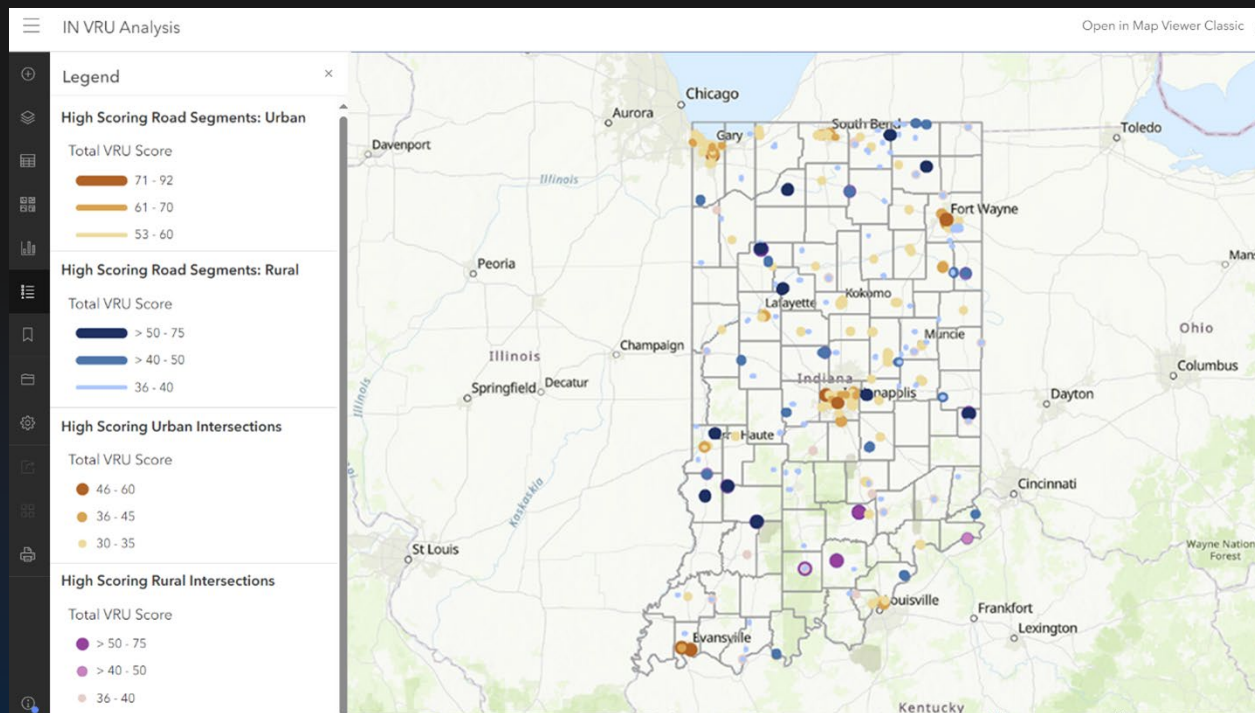 IN VRU Analysis
Open in Map Viewer Classic
Legend
High Scoring Road Segments: Urban
Total VRU Score
71 - 92
61 - 70
53 - 60
High Scoring Road Segments: Rural
Total VRU Score
> 50 - 75
> 40 - 50
36 - 40
High Scoring Urban Intersections
Total VRU Score
46 - 60
36 - 45
30 - 35
High Scoring Rural Intersections
Total VRU Score
> 50 - 75
> 40 - 50
36 - 40
Chicago
Aurora
Gary
South Bend
Toledo
Davenport
Illinois
Fort Wayne
Peoria
Mans
Lafayette
Kokomo
Muncie
Ohio
Champaign
Illinois
Columbus
Springfield
Decatur
Indiana
Dayton
Illinois
Haute
Cincinnati
Kaskaskia
St Louis
Wayne Nation
Forest
ouisville
Frankfort
Lexington
Evansville
Kentucky